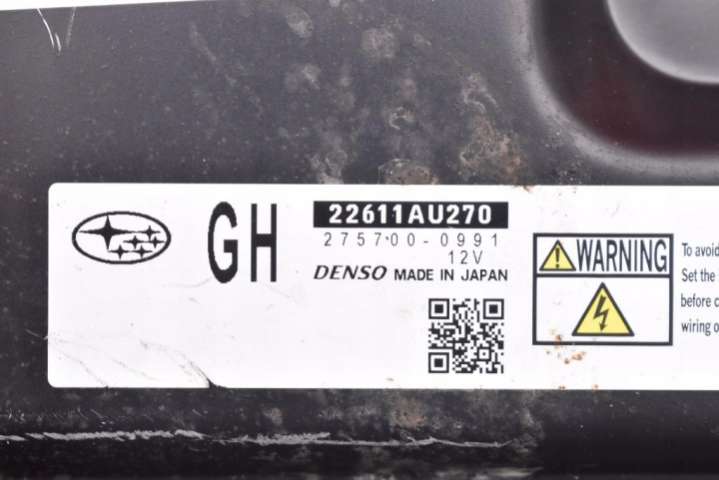 GH
22611AU270
275700-0991
12V
DENSO MADE IN JAPAN
WARNING
To avoid
Set the
before
wiring